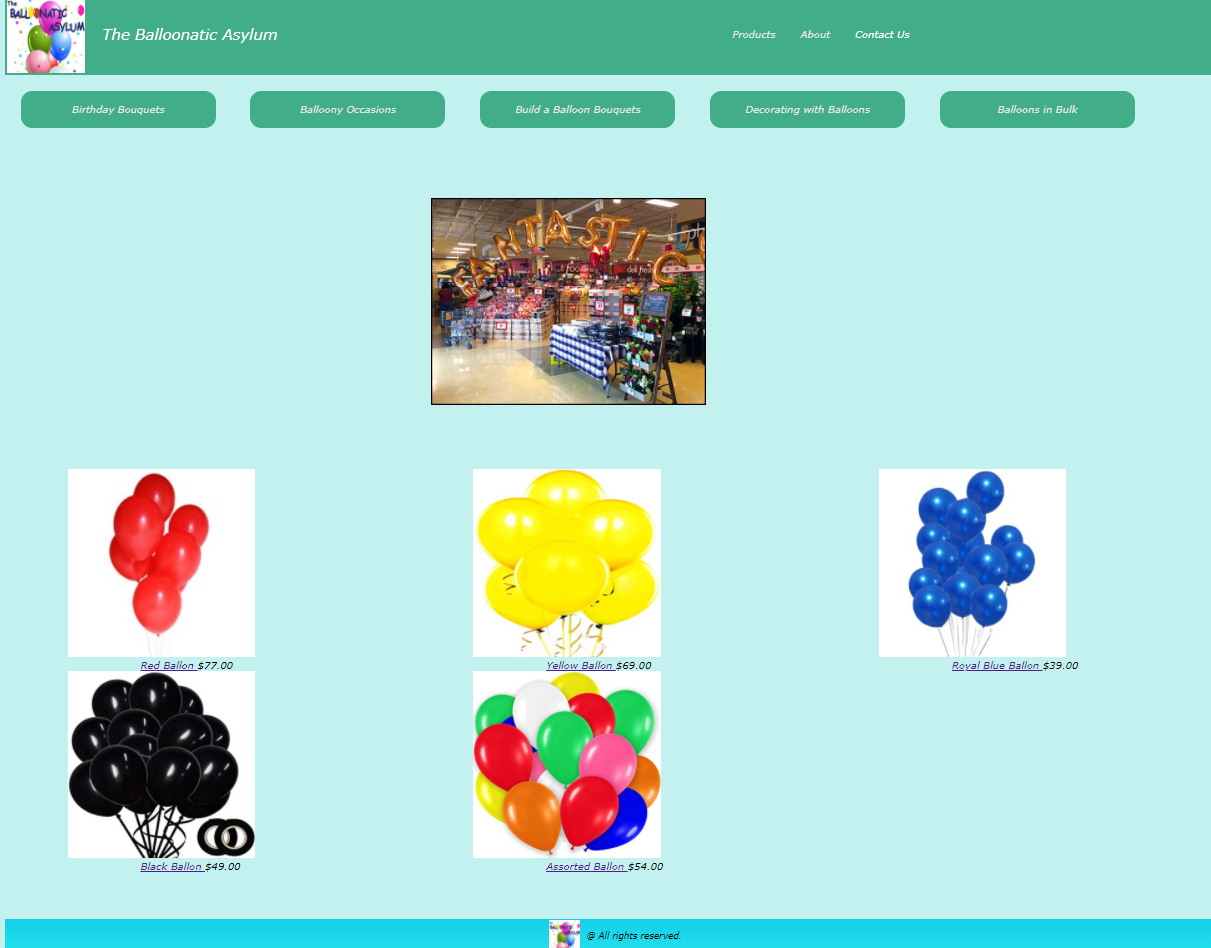 The
BALLOONATIC
ASYLUM
The Balloonatic Asylum
Products
About
Contact Us
Birthday Bouquets
Balloony Occasions
Build a Balloon Bouquets
Decorating with Balloons
Balloons in Bulk
FANTASTIC
Red Ballon $77.00
Yellow Ballon $69.00
Royal Blue Ballon $39.00
Black Ballon $49.00
Assorted Ballon $54.00
@ All rights reserved.